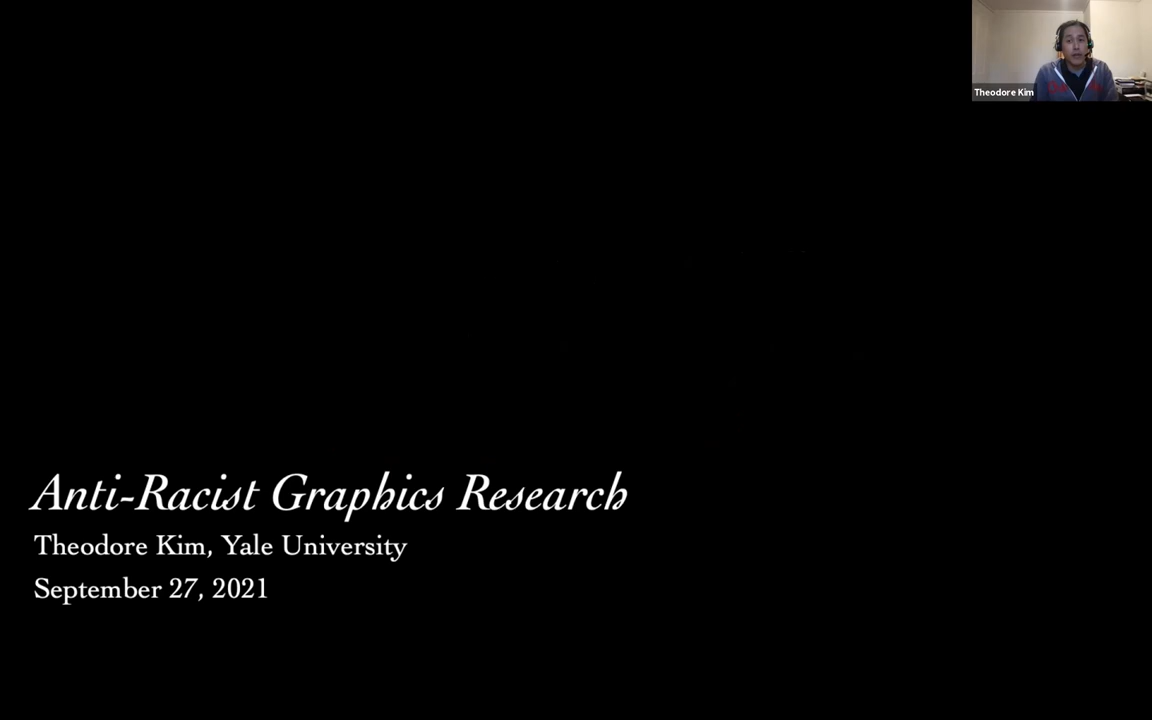 Theodore Kim
Anti-Racist Graphics Research
Theodore Kim, Yale University
September 27, 2021